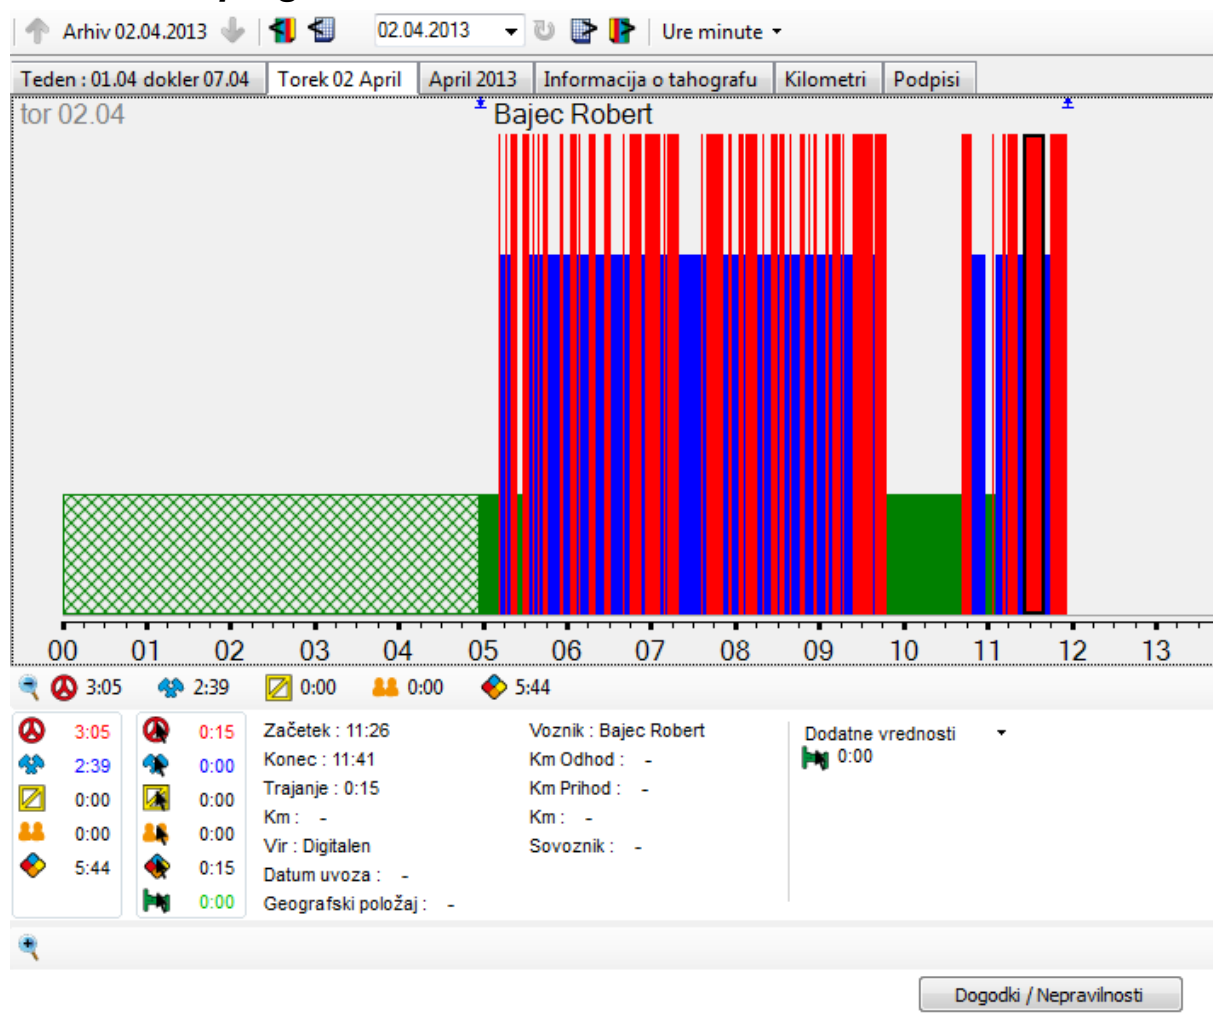 Arhiv 02.04.2013 02.04.2013 Ure minute
Teden : 01.04 dokler 07.04 Torek 02 April April 2013 Informacija o tahografu Kilometri Podpisi
tor 02.04 Bajec Robert
00 01 02 03 04 05 06 07 08 09 10 11 12 13
3:05 2:39 0:00 0:00 5:44
3:05 0:15 Začetek : 11:26 Voznik : Bajec Robert Dodatne vrednosti
2:39 0:00 Konec : 11:41 Km Odhod : - 0:00
0:00 0:00 Trajanje : 0:15 Km Prihod : -
0:00 0:00 Km : - Km : -
5:44 0:15 Vir : Digitalen Sovoznik : -
0:00 Datum uvoza : -
Geografski položaj : -
Dogodki / Nepravilnosti